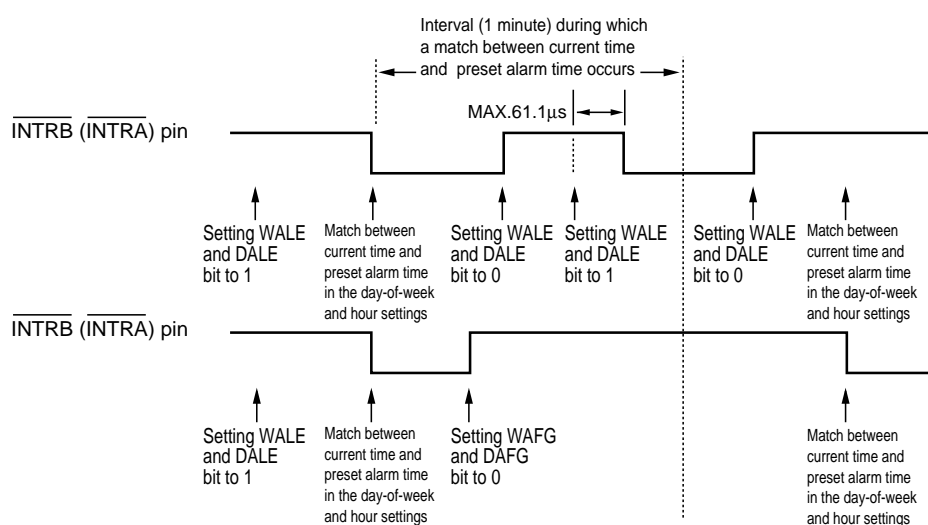 Interval (1 minute) during which
a match between current time
and preset alarm time occurs
MAX.61.1μs
INTRB (INTRA) pin
Setting WALE
and DALE
bit to 1
Match between
current time and
preset alarm time
in the day-of-week
and hour settings
Setting WALE
and DALE
bit to 0
Setting WALE
and DALE
bit to 1
Setting WALE
and DALE
bit to 0
Match between
current time and
preset alarm time
in the day-of-week
and hour settings
INTRB (INTRA) pin
Setting WALE
and DALE
bit to 1
Match between
current time and
preset alarm time
in the day-of-week
and hour settings
Setting WAFG
and DAFG
bit to 0
Match between
current time and
preset alarm time
in the day-of-week
and hour settings